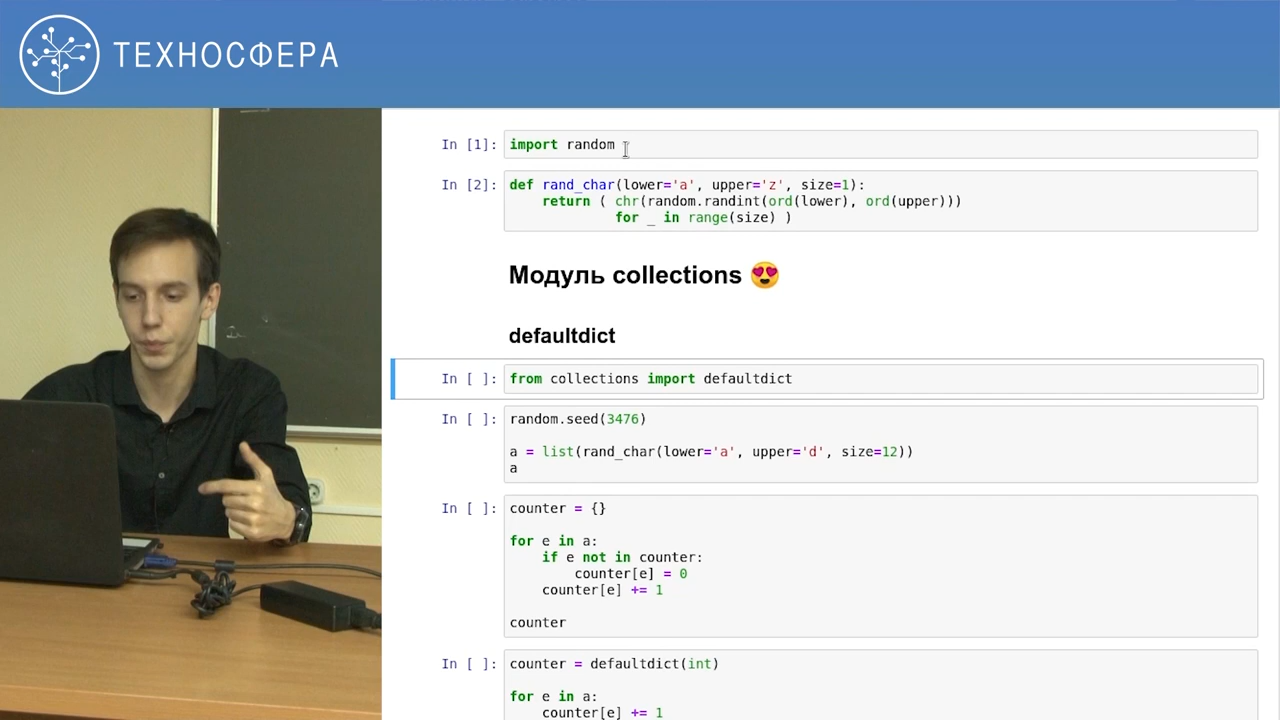 ТЕХНОСФЕРА
In [1]: import random
In [2]: def rand_char(lower='a', upper='z', size=1):
    return ( chr(random.randint(ord(lower), ord(upper)))
             for _ in range(size) )
Модуль collections 😍
defaultdict
In [ ]: from collections import defaultdict
In [ ]: random.seed(3476)
a = list(rand_char(lower='a', upper='d', size=12))
a
In [ ]: counter = {}
for e in a:
    if e not in counter:
        counter[e] = 0
    counter[e] += 1
counter
In [ ]: counter = defaultdict(int)
for e in a:
    counter[e] += 1